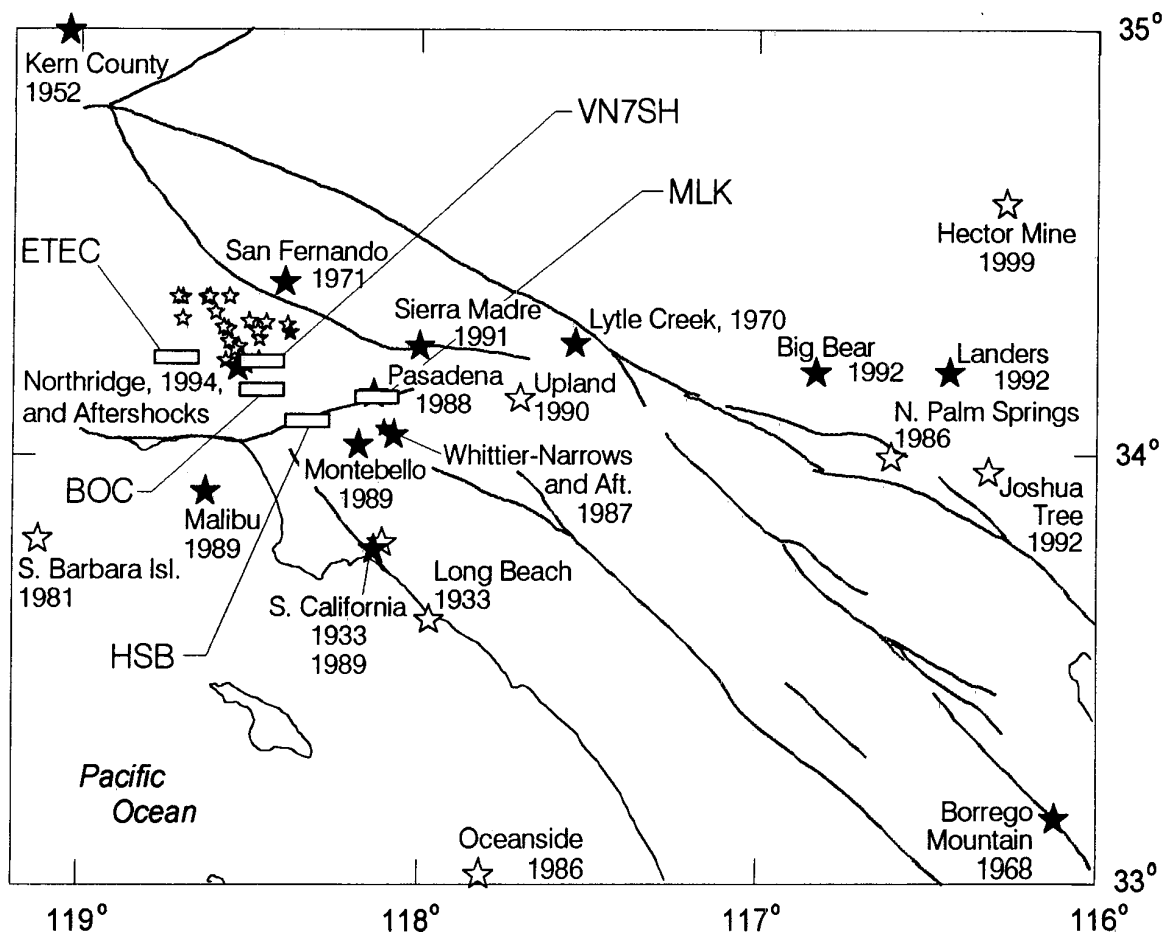 35°
Kern County
1952
VN7SH
MLK
ETEC
San Fernando
1971
Hector Mine
1999
Sierra Madre
1991
Lytle Creek, 1970
Big Bear
1992
Landers
1992
Northridge, 1994,
and Aftershocks
Pasadena
1988
Upland
1990
N. Palm Springs
1986
34°
BOC
Montebello
1989
Whittier-Narrows
and Aft.
1987
Malibu
1989
Joshua
Tree
1992
S. Barbara Isl.
1981
Long Beach
1933
S. California
1933
1989
HSB
Pacific
Ocean
Oceanside
1986
Borrego
Mountain
1968
33°
119°
118°
117°
116°